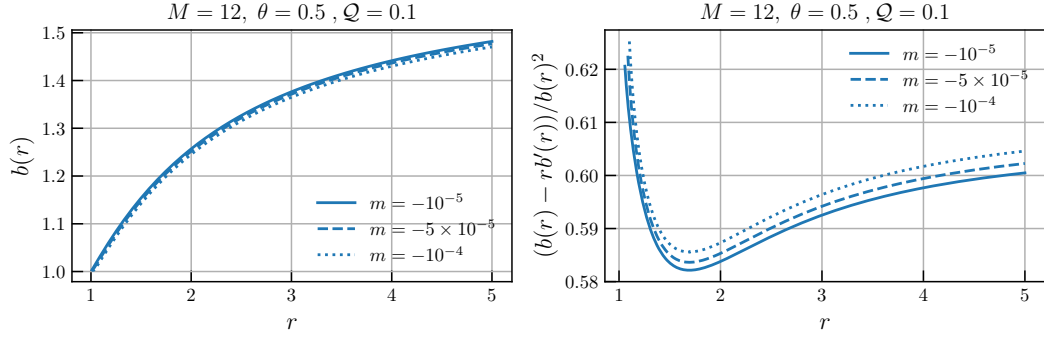 M = 12, θ = 0.5 , 𝒬 = 0.1
b(r)
1.5
1.4
1.3
1.2
1.1
1.0
m = −10⁻⁵
m = −5 × 10⁻⁵
m = −10⁻⁴
1 2 3 4 5
r
M = 12, θ = 0.5 , 𝒬 = 0.1
(b(r) − rb′(r))/b(r)²
0.62
0.61
0.60
0.59
0.58
m = −10⁻⁵
m = −5 × 10⁻⁵
m = −10⁻⁴
1 2 3 4 5
r